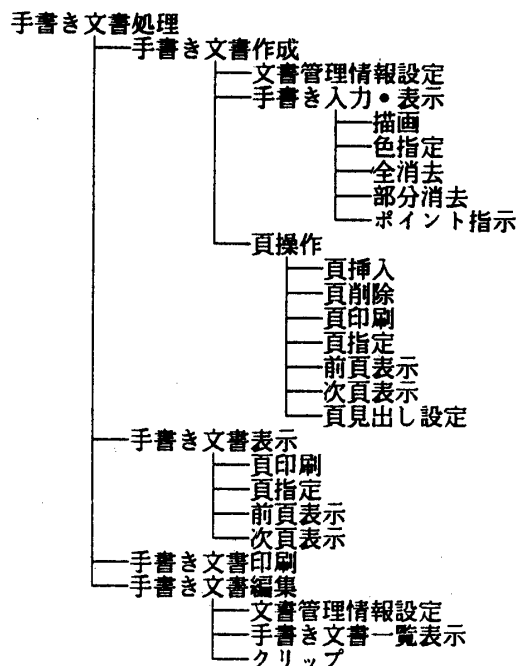 手書き文書処理
手書き文書作成
文書管理情報設定
手書き入力・表示
描画
色指定
全消去
部分消去
ポイント指示
頁操作
頁挿入
頁削除
頁印刷
頁指定
前頁表示
次頁表示
頁見出し設定
手書き文書表示
頁印刷
頁指定
前頁表示
次頁表示
手書き文書印刷
手書き文書編集
文書管理情報設定
手書き文書一覧表示
クリップ